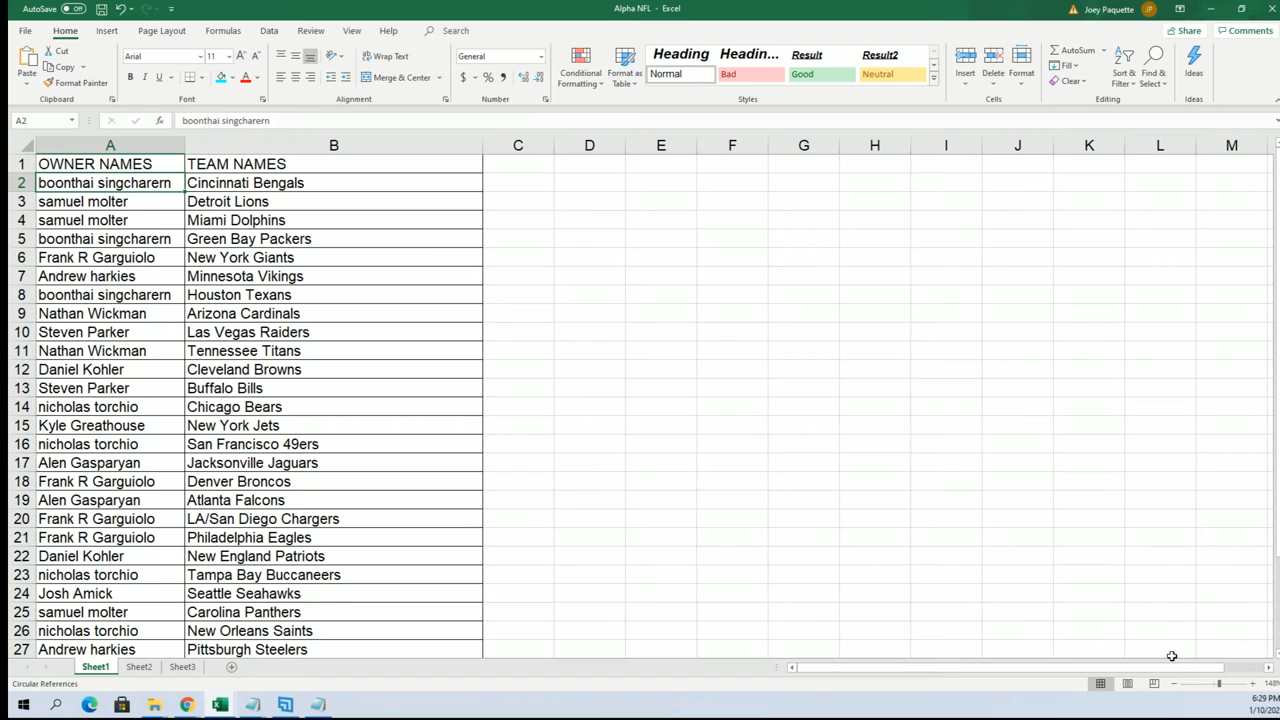 AutoSave Off Alpha NFL - Excel Joey Paquette JP
File Home Insert Page Layout Formulas Data Review View Help Search Share Comments
Paste Cut Copy Format Painter Clipboard
Arial 11 A A B I U A Font
Wrap Text Merge & Center Alignment
General $ % , Number
Conditional Formatting Format as Table
Heading Headin... Result Result2
Normal Bad Good Neutral Styles
Insert Delete Format Cells
AutoSum Fill Clear Sort & Filter Find & Select Editing
Ideas Ideas
A2 fx boonthai singcharern
A B C D E F G H I J K L M
1 OWNER NAMES TEAM NAMES
2 boonthai singcharern Cincinnati Bengals
3 samuel molter Detroit Lions
4 samuel molter Miami Dolphins
5 boonthai singcharern Green Bay Packers
6 Frank R Garguiolo New York Giants
7 Andrew harkies Minnesota Vikings
8 boonthai singcharern Houston Texans
9 Nathan Wickman Arizona Cardinals
10 Steven Parker Las Vegas Raiders
11 Nathan Wickman Tennessee Titans
12 Daniel Kohler Cleveland Browns
13 Steven Parker Buffalo Bills
14 nicholas torchio Chicago Bears
15 Kyle Greathouse New York Jets
16 nicholas torchio San Francisco 49ers
17 Alen Gasparyan Jacksonville Jaguars
18 Frank R Garguiolo Denver Broncos
19 Alen Gasparyan Atlanta Falcons
20 Frank R Garguiolo LA/San Diego Chargers
21 Frank R Garguiolo Philadelphia Eagles
22 Daniel Kohler New England Patriots
23 nicholas torchio Tampa Bay Buccaneers
24 Josh Amick Seattle Seahawks
25 samuel molter Carolina Panthers
26 nicholas torchio New Orleans Saints
27 Andrew harkies Pittsburgh Steelers
Sheet1 Sheet2 Sheet3
Circular References 148%
6:29 PM
1/10/202